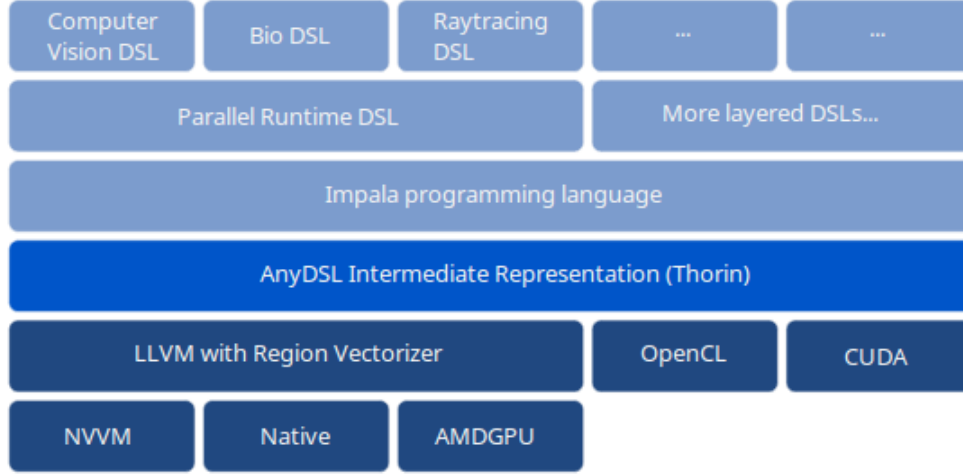 Computer
Vision DSL
Bio DSL
Raytracing
DSL
...
...
Parallel Runtime DSL
More layered DSLs...
Impala programming language
AnyDSL Intermediate Representation (Thorin)
LLVM with Region Vectorizer
OpenCL
CUDA
NVVM
Native
AMDGPU